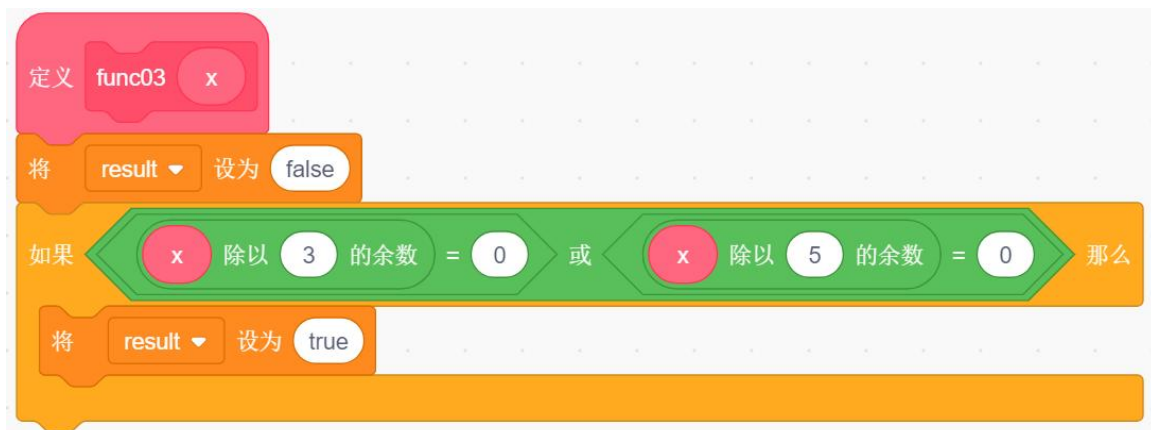 定义 func03 x
将 result 设为 false
如果 x 除以 3 的余数 = 0 或 x 除以 5 的余数 = 0 那么
将 result 设为 true